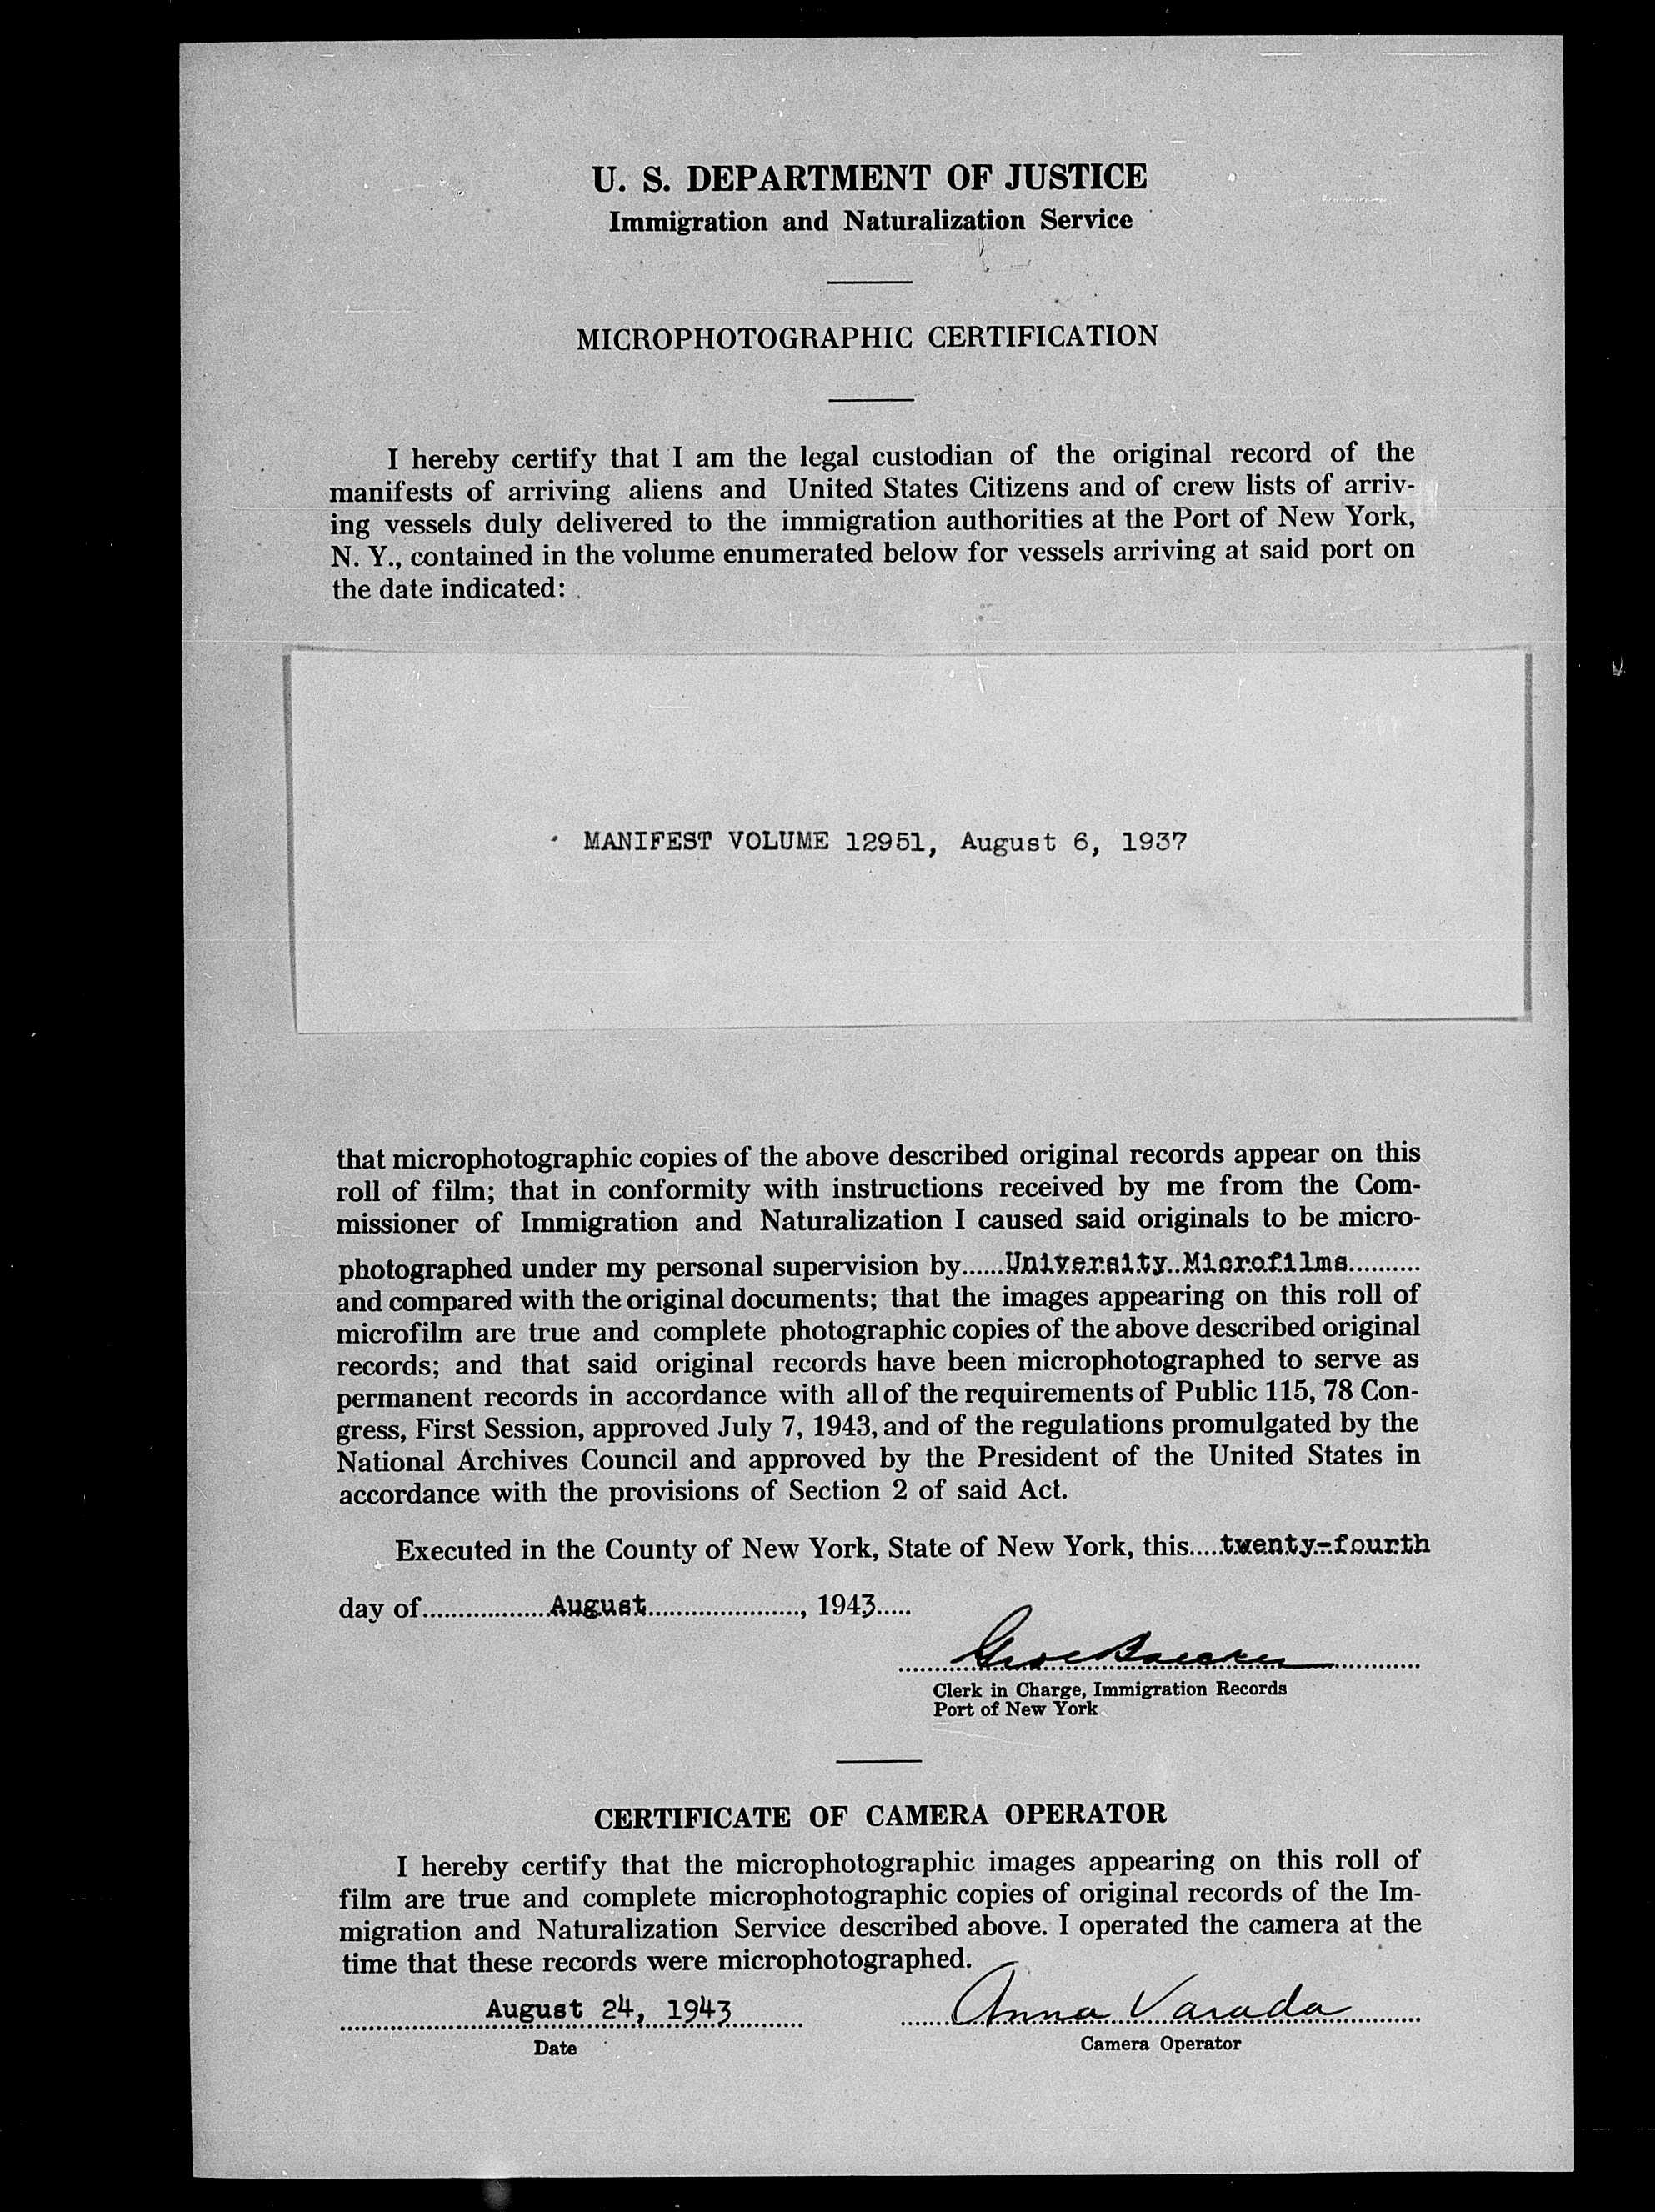 U. S. DEPARTMENT OF JUSTICE
Immigration and Naturalization Service
MICROPHOTOGRAPHIC CERTIFICATION
I hereby certify that I am the legal custodian of the original record of the
manifests of arriving aliens and United States Citizens and of crew lists of arriv-
ing vessels duly delivered to the immigration authorities at the Port of New York,
N. Y., contained in the volume enumerated below for vessels arriving at said port on
the date indicated:
MANIFEST VOLUME 12951, August 6, 1937
that microphotographic copies of the above described original records appear on this
roll of film; that in conformity with instructions received by me from the Com-
missioner of Immigration and Naturalization I caused said originals to be micro-
photographed under my personal supervision by......University Microfilms..........
and compared with the original documents; that the images appearing on this roll of
microfilm are true and complete photographic copies of the above described original
records; and that said original records have been microphotographed to serve as
permanent records in accordance with all of the requirements of Public 115, 78 Con-
gress, First Session, approved July 7, 1943, and of the regulations promulgated by the
National Archives Council and approved by the President of the United States in
accordance with the provisions of Section 2 of said Act.
Executed in the County of New York, State of New York, this.....twenty-fourth
day of..................August......................, 1943.....
Clerk in Charge, Immigration Records
Port of New York
CERTIFICATE OF CAMERA OPERATOR
I hereby certify that the microphotographic images appearing on this roll of
film are true and complete microphotographic copies of original records of the Im-
migration and Naturalization Service described above. I operated the camera at the
time that these records were microphotographed.
August 24, 1943 Anna Varada
Date Camera Operator